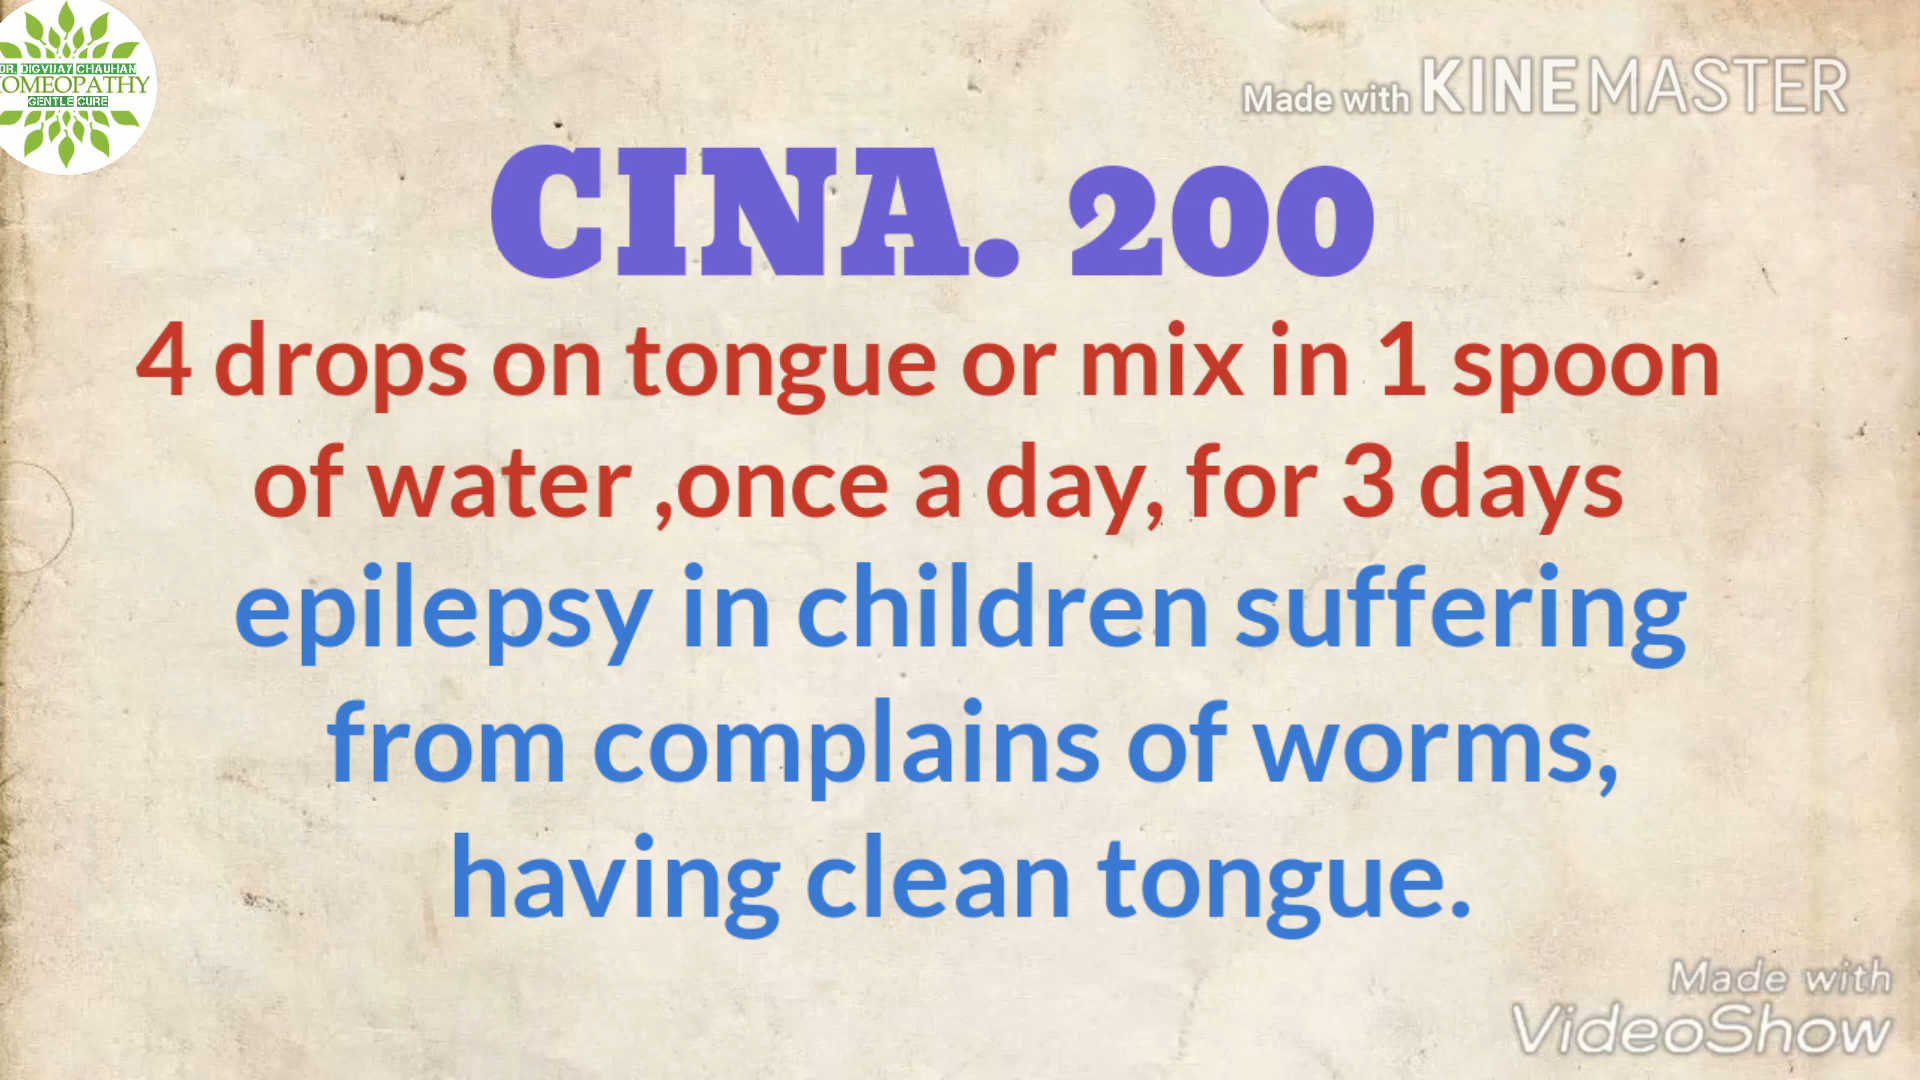 DR. DIGVIJAY CHAUHAN
HOMEOPATHY
GENTLE CURE
Made with KINEMASTER
CINA. 200
4 drops on tongue or mix in 1 spoon
of water ,once a day, for 3 days
epilepsy in children suffering
from complains of worms,
having clean tongue.
Made with
VideoShow